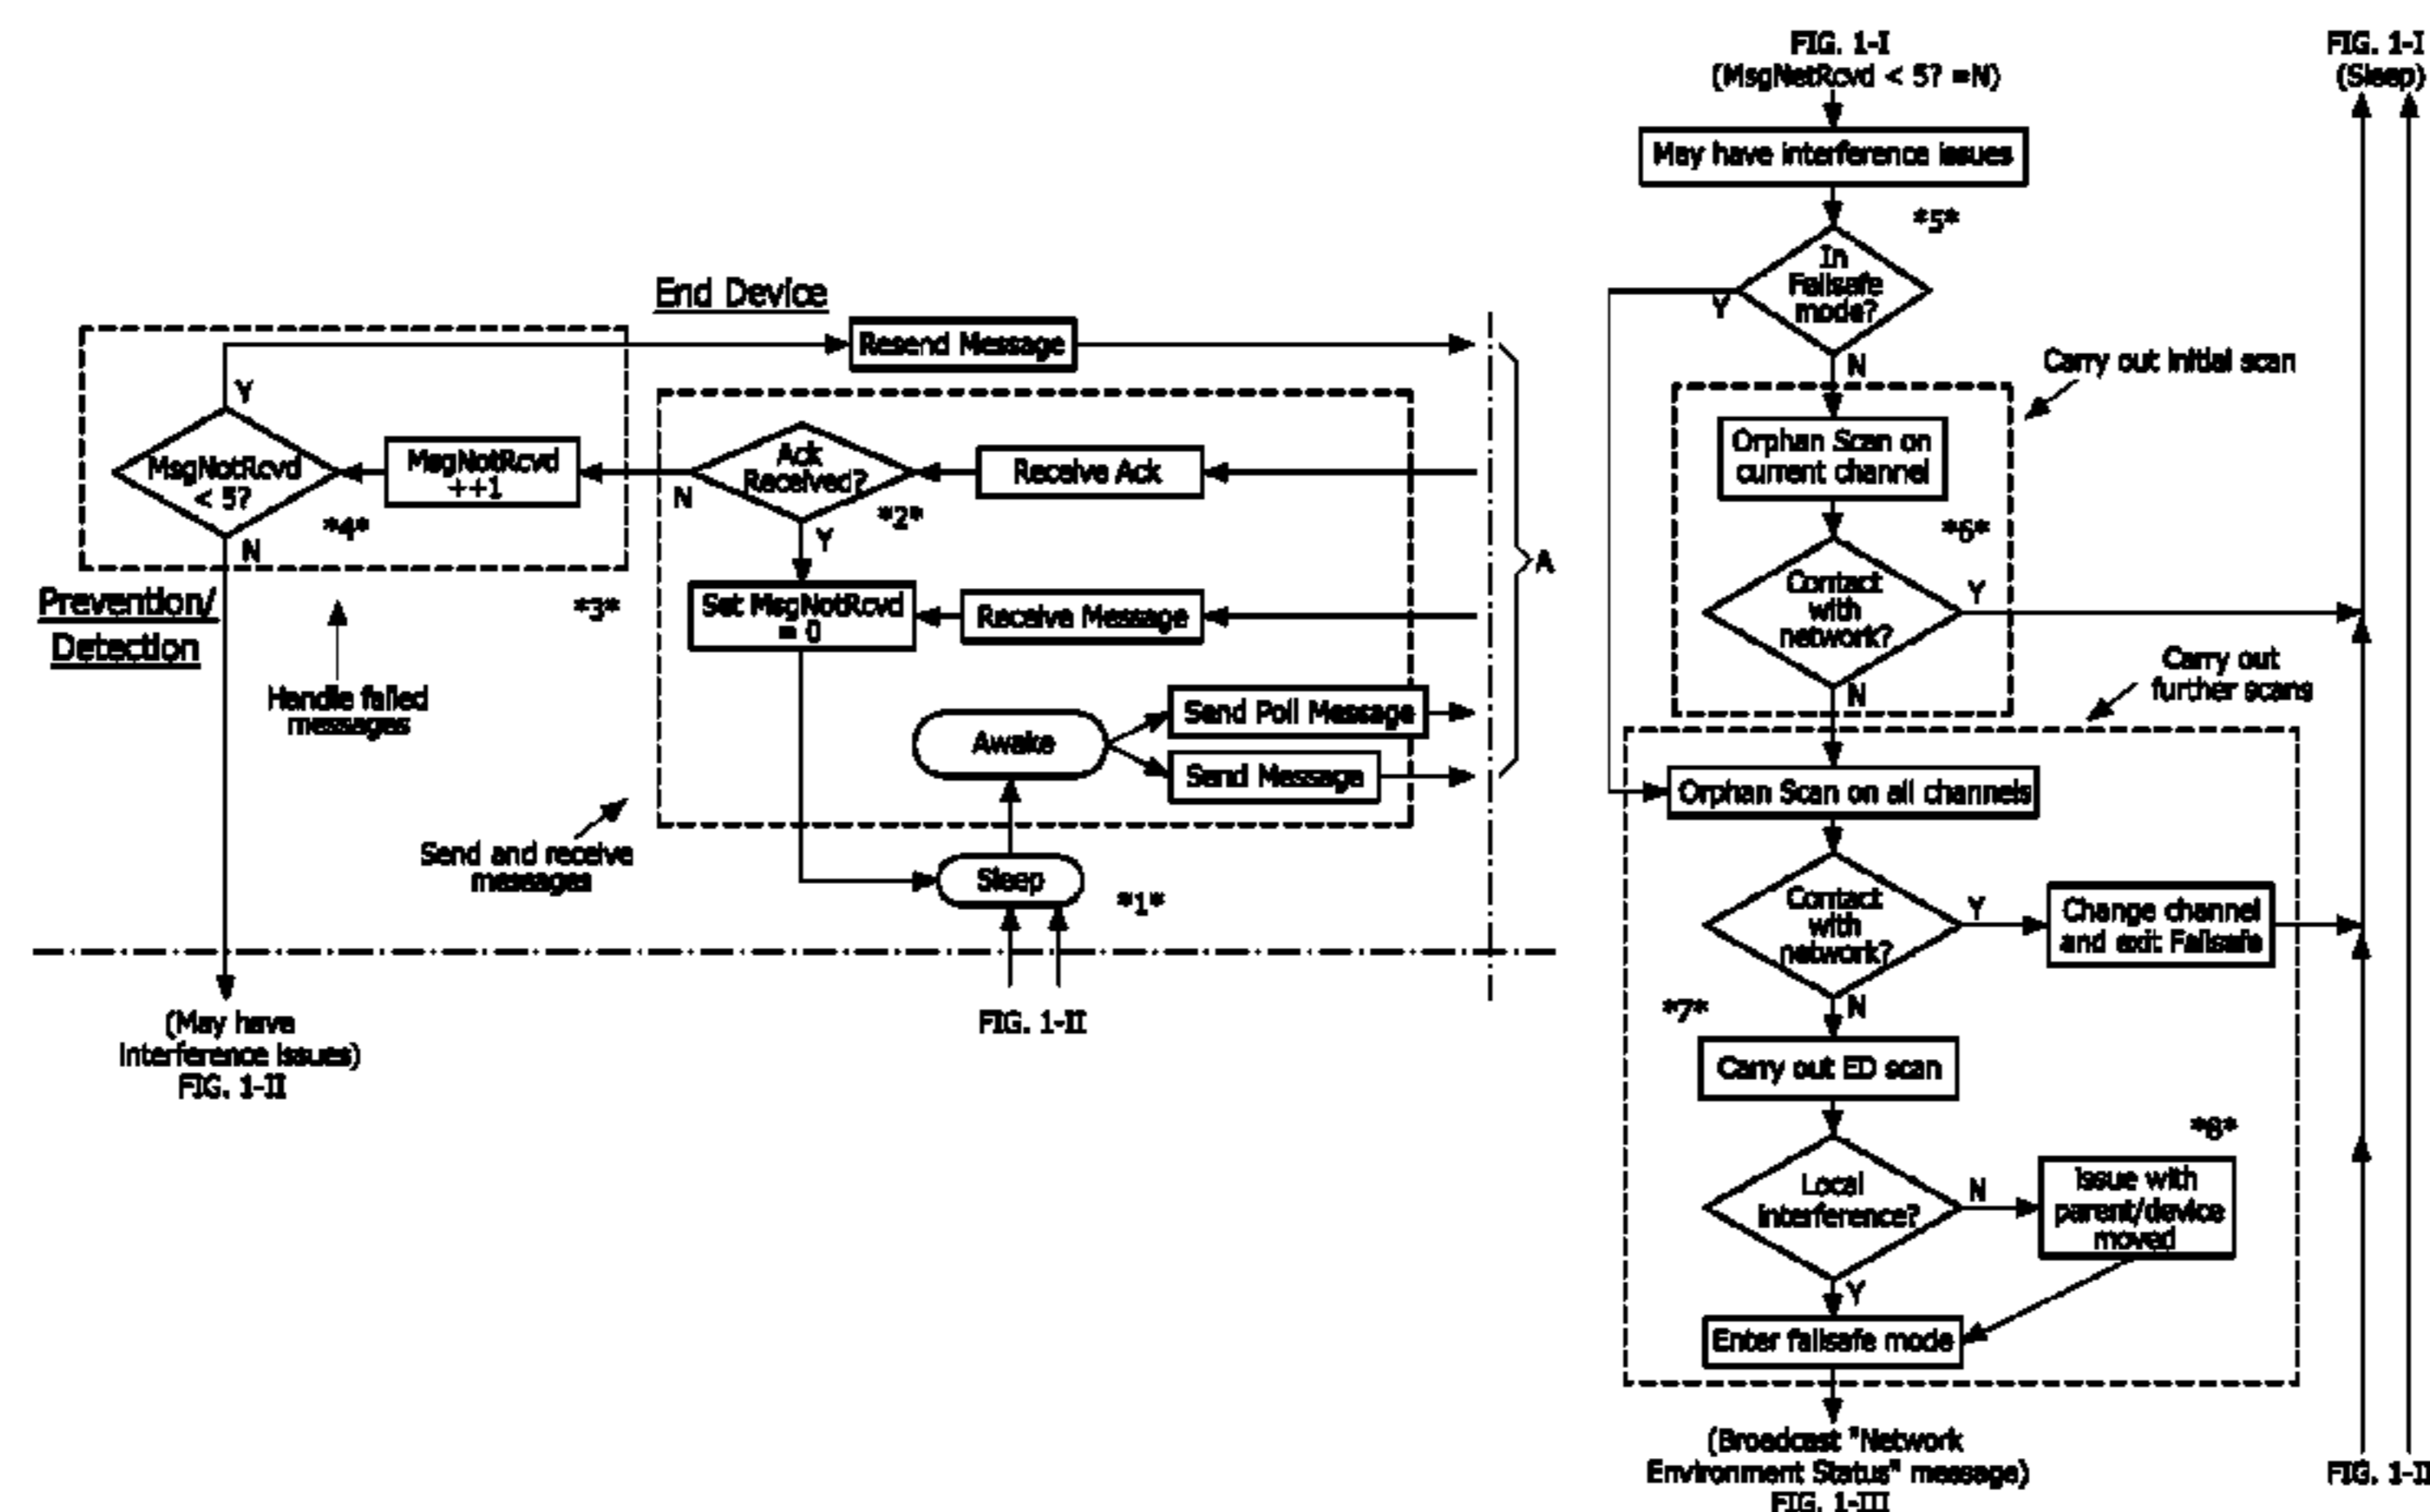 End Device
Resend Message
Y
MsgNotRcvd
< 5?
N
*4*
MsgNotRcvd
++1
Ack
Received?
N
*2*
Y
Receive Ack
Prevention/
Detection
*3*
Set MsgNotRcvd
= 0
Receive Message
A
Handle failed
messages
Awake
Send Poll Message
Send Message
Send and receive
messages
Sleep
*1*
(May have
interference issues)
FIG. 1-II
FIG. 1-II
FIG. 1-I
(MsgNetRcvd < 5? =N)
FIG. 1-I
(Sleep)
May have interference issues
*5*
In
Failsafe
mode?
Y
N
Carry out initial scan
Orphan Scan on
current channel
*6*
Contact
with
network?
Y
N
Carry out
further scans
Orphan Scan on all channels
Contact
with
network?
Y
Change channel
and exit Failsafe
*7*
N
Carry out ED scan
*8*
Local
interference?
N
Issue with
parent/device
moved
Y
Enter failsafe mode
(Broadcast "Network
Environment Status" message)
FIG. 1-III